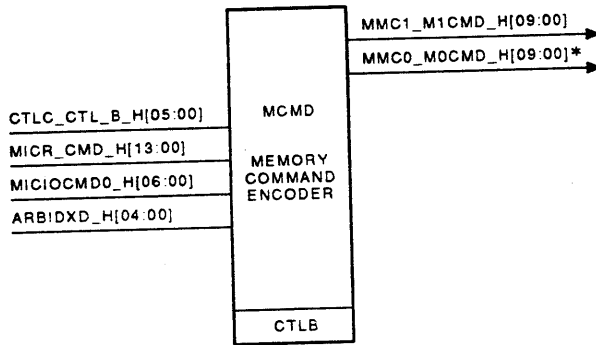 MMC1_M1CMD_H[09:00]
MMC0_M0CMD_H[09:00]*
CTLC_CTL_B_H[05:00]
MICR_CMD_H[13:00]
MICIOCMD0_H[06:00]
ARBIDXD_H[04:00]
MCMD
MEMORY
COMMAND
ENCODER
CTLB